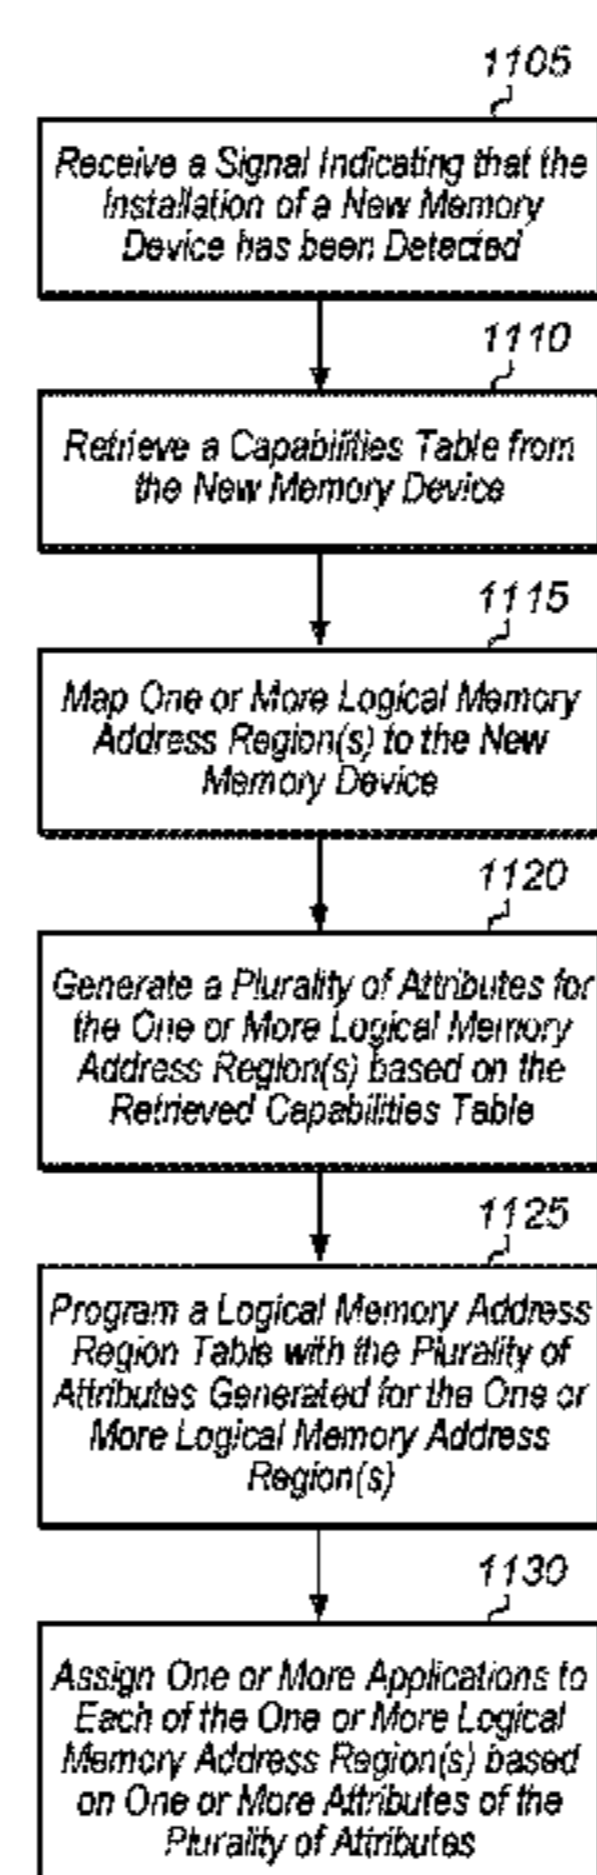 1105
Receive a Signal Indicating that the
Installation of a New Memory
Device has been Detected
1110
Retrieve a Capabilities Table from
the New Memory Device
1115
Map One or More Logical Memory
Address Region(s) to the New
Memory Device
1120
Generate a Plurality of Attributes for
the One or More Logical Memory
Address Region(s) based on the
Retrieved Capabilities Table
1125
Program a Logical Memory Address
Region Table with the Plurality of
Attributes Generated for the One or
More Logical Memory Address
Region(s)
1130
Assign One or More Applications to
Each of the One or More Logical
Memory Address Region(s) based
on One or More Attributes of the
Plurality of Attributes